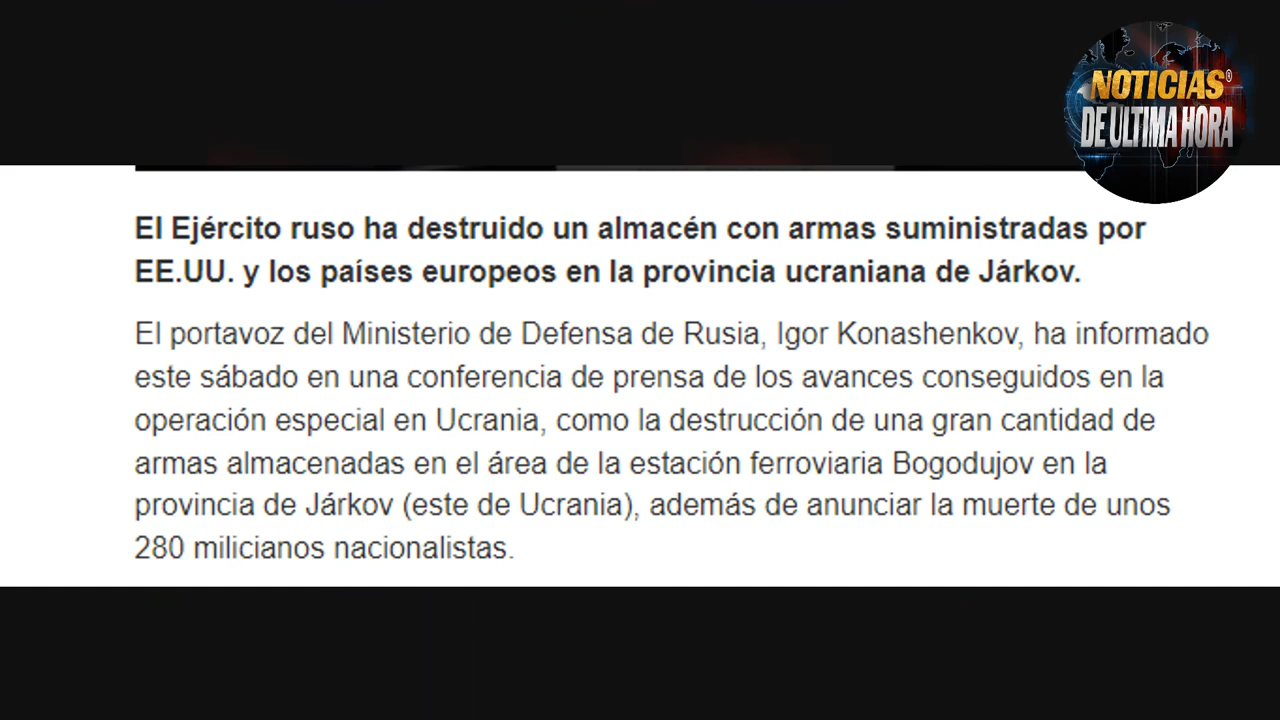 NOTICIAS®
DE ULTIMA HORA
El Ejército ruso ha destruido un almacén con armas suministradas por
EE.UU. y los países europeos en la provincia ucraniana de Járkov.
El portavoz del Ministerio de Defensa de Rusia, Igor Konashenkov, ha informado
este sábado en una conferencia de prensa de los avances conseguidos en la
operación especial en Ucrania, como la destrucción de una gran cantidad de
armas almacenadas en el área de la estación ferroviaria Bogodujov en la
provincia de Járkov (este de Ucrania), además de anunciar la muerte de unos
280 milicianos nacionalistas.